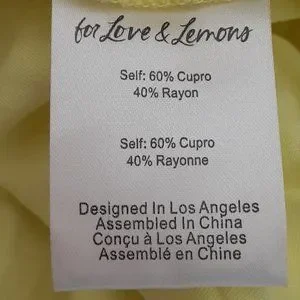 for Love & Lemons
Self: 60% Cupro
40% Rayon
Self: 60% Cupro
40% Rayonne
Designed In Los Angeles
Assembled In China
Conçu à Los Angeles
Assemblé en Chine